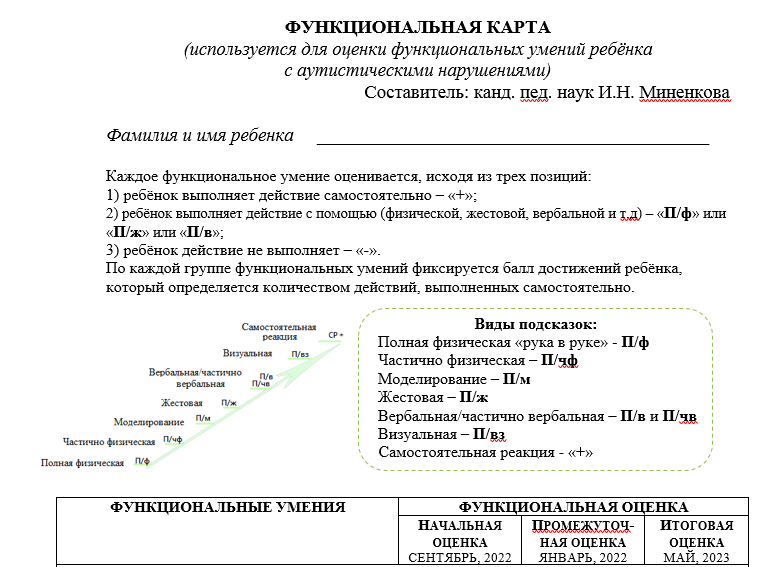 ФУНКЦИОНАЛЬНАЯ КАРТА
(используется для оценки функциональных умений ребёнка
с аутистическими нарушениями)
Составитель: канд. пед. наук И.Н. Миненкова
Фамилия и имя ребенка
Каждое функциональное умение оценивается, исходя из трех позиций:
1) ребёнок выполняет действие самостоятельно – «+»;
2) ребёнок выполняет действие с помощью (физической, жестовой, вербальной и т.д) – «П/ф» или
«П/ж» или «П/в»;
3) ребёнок действие не выполняет – «-».
По каждой группе функциональных умений фиксируется балл достижений ребёнка,
который определяется количеством действий, выполненных самостоятельно.
Самостоятельная
реакция
СР +
Визуальная
П/вз
Вербальная/частично
вербальная
П/в
П/чв
Жестовая
П/ж
Моделирование
П/м
Частично физическая
П/чф
Полная физическая
П/ф
Виды подсказок:
Полная физическая «рука в руке» - П/ф
Частично физическая – П/чф
Моделирование – П/м
Жестовая – П/ж
Вербальная/частично вербальная – П/в и П/чв
Визуальная – П/вз
Самостоятельная реакция - «+»
ФУНКЦИОНАЛЬНЫЕ УМЕНИЯ
ФУНКЦИОНАЛЬНАЯ ОЦЕНКА
НАЧАЛЬНАЯ
ОЦЕНКА
СЕНТЯБРЬ, 2022
ПРОМЕЖУТОЧ-
НАЯ ОЦЕНКА
ЯНВАРЬ, 2022
ИТОГОВАЯ
ОЦЕНКА
МАЙ, 2023